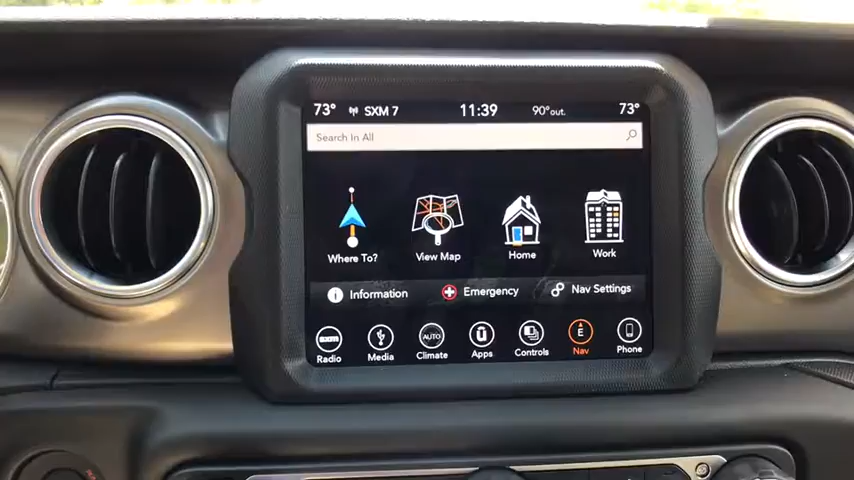 73° SXM 7 11:39 90°out. 73°
Search In All
Where To? View Map Home Work
Information Emergency Nav Settings
AUTO E
Radio Media Climate Apps Controls Nav Phone